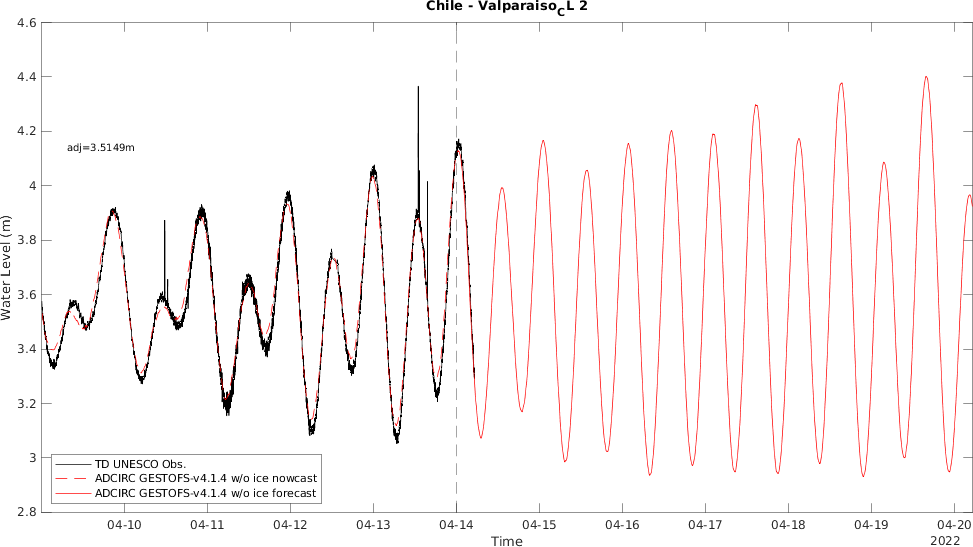 Chile - Valparaiso_CL 2
4.6
4.4
4.2
4
3.8
3.6
3.4
3.2
3
2.8
Water Level (m)
adj=3.5149m
TD UNESCO Obs.
ADCIRC GESTOFS-v4.1.4 w/o ice nowcast
ADCIRC GESTOFS-v4.1.4 w/o ice forecast
04-10 04-11 04-12 04-13 04-14 04-15 04-16 04-17 04-18 04-19 04-20
Time
2022